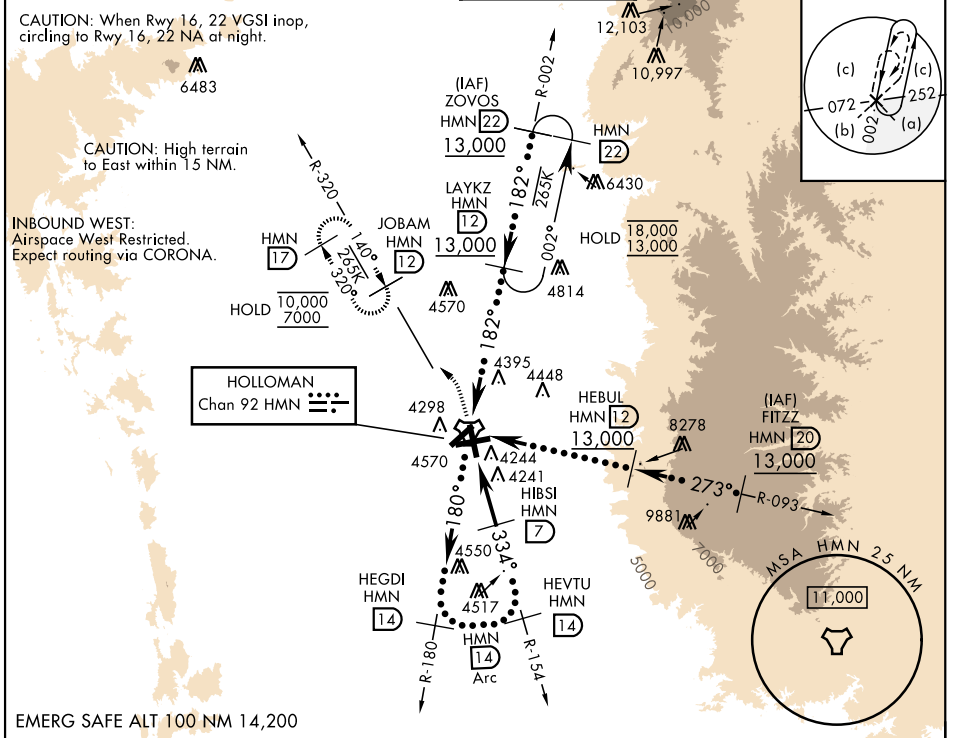 CAUTION: When Rwy 16, 22 VGSI inop,
circling to Rwy 16, 22 NA at night.
6483
12,103
10,000
10,997
(c)
(c)
072
252
(b)
002
(a)
R-002
(IAF)
ZOVOS
HMN 22
13,000
HMN
22
CAUTION: High terrain
to East within 15 NM.
R-320
182°
265K
6430
LAYKZ
HMN
12
13,000
002°
HOLD 18,000
13,000
INBOUND WEST:
Airspace West Restricted.
Expect routing via CORONA.
JOBAM
HMN
12
HMN
17
140°
265K
320°
HOLD 10,000
7000
4570
4814
182°
HOLLOMAN
Chan 92 HMN
4395
4448
4298
4570
4244
4241
HEBUL
HMN 12
13,000
8278
(IAF)
FITZZ
HMN 20
13,000
273°
R-093
9881
7000
5000
180°
HIBSI
HMN
7
334°
4550
4517
HEGDI
HMN
14
HEVTU
HMN
14
HMN
14
Arc
R-180
R-154
MSA HMN 25 NM
11,000
EMERG SAFE ALT 100 NM 14,200